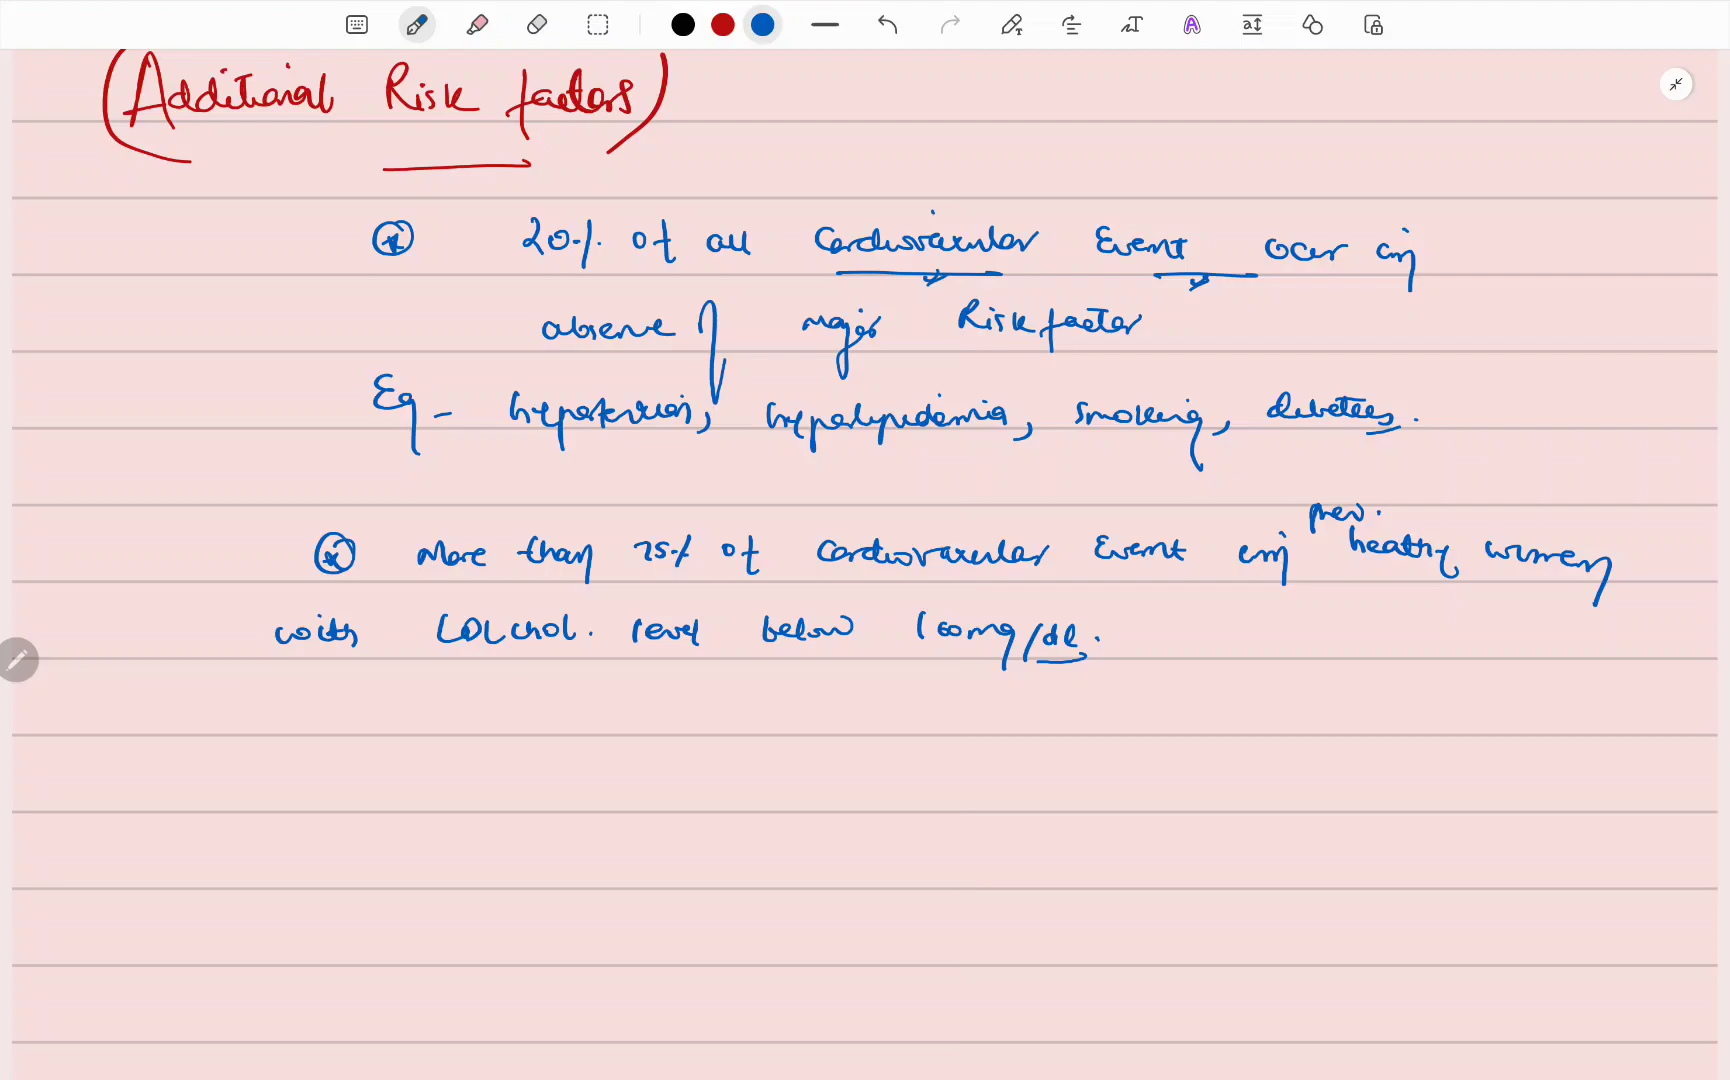 (Additional Risk factors)
20% of all Cardiovascular Event occur in
absence of major Risk factor
Eg - hypertension, hyperlipidemia, smoking, diabetes.
prev.
More than 75% of Cardiovascular Event in healthy women
with LDL chol. level below 160mg/dl.